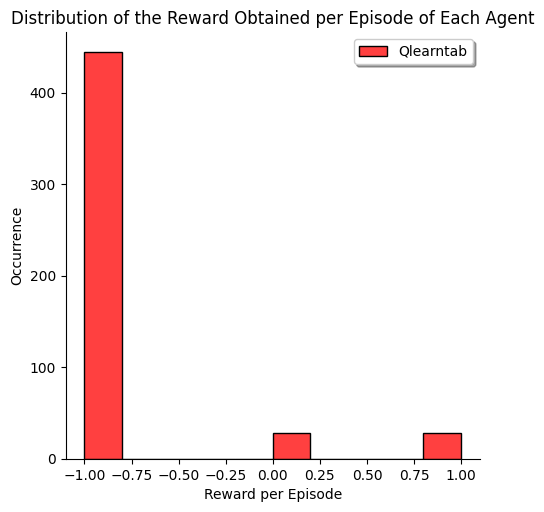 Distribution of the Reward Obtained per Episode of Each Agent
Qlearntab
400
300
200
100
0
Occurrence
−1.00 −0.75 −0.50 −0.25 0.00 0.25 0.50 0.75 1.00
Reward per Episode